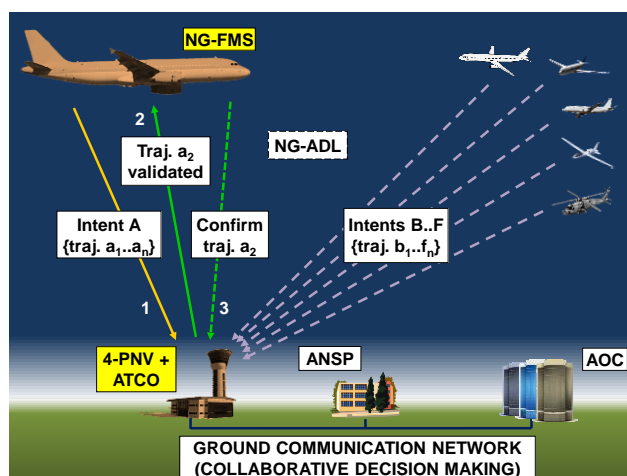 NG-FMS
2
NG-ADL
Traj. a₂
validated
Intent A
{traj. a₁..aₙ}
Confirm
traj. a₂
Intents B..F
{traj. b₁..fₙ}
1
3
4-PNV +
ATCO
ANSP
AOC
GROUND COMMUNICATION NETWORK
(COLLABORATIVE DECISION MAKING)